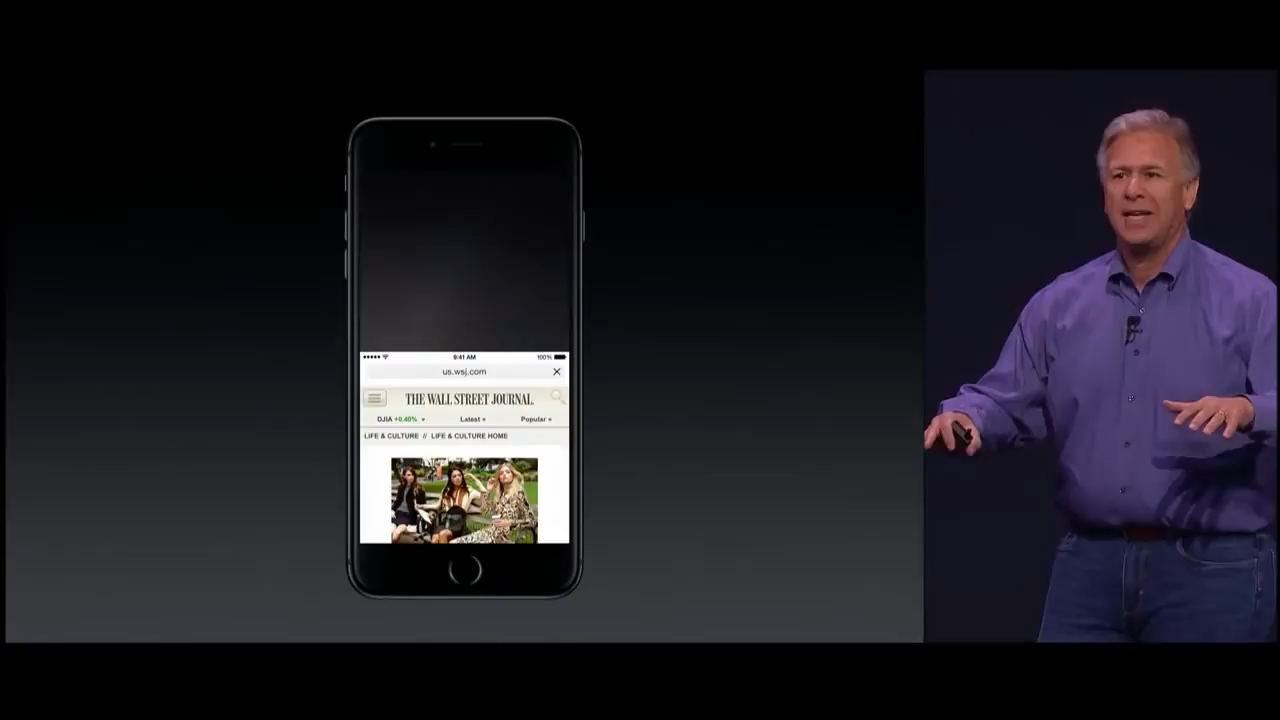 9:41 AM 100%
us.wsj.com
THE WALL STREET JOURNAL.
DJIA +0.40% Latest Popular
LIFE & CULTURE // LIFE & CULTURE HOME